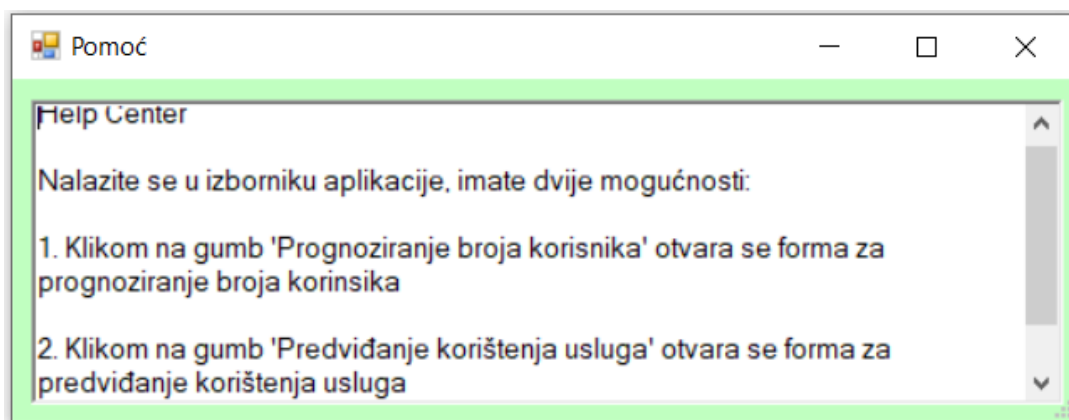 Pomoć
Help Center
Nalazite se u izborniku aplikacije, imate dvije mogućnosti:
1. Klikom na gumb 'Prognoziranje broja korisnika' otvara se forma za
prognoziranje broja korinsika
2. Klikom na gumb 'Predviđanje korištenja usluga' otvara se forma za
predviđanje korištenja usluga